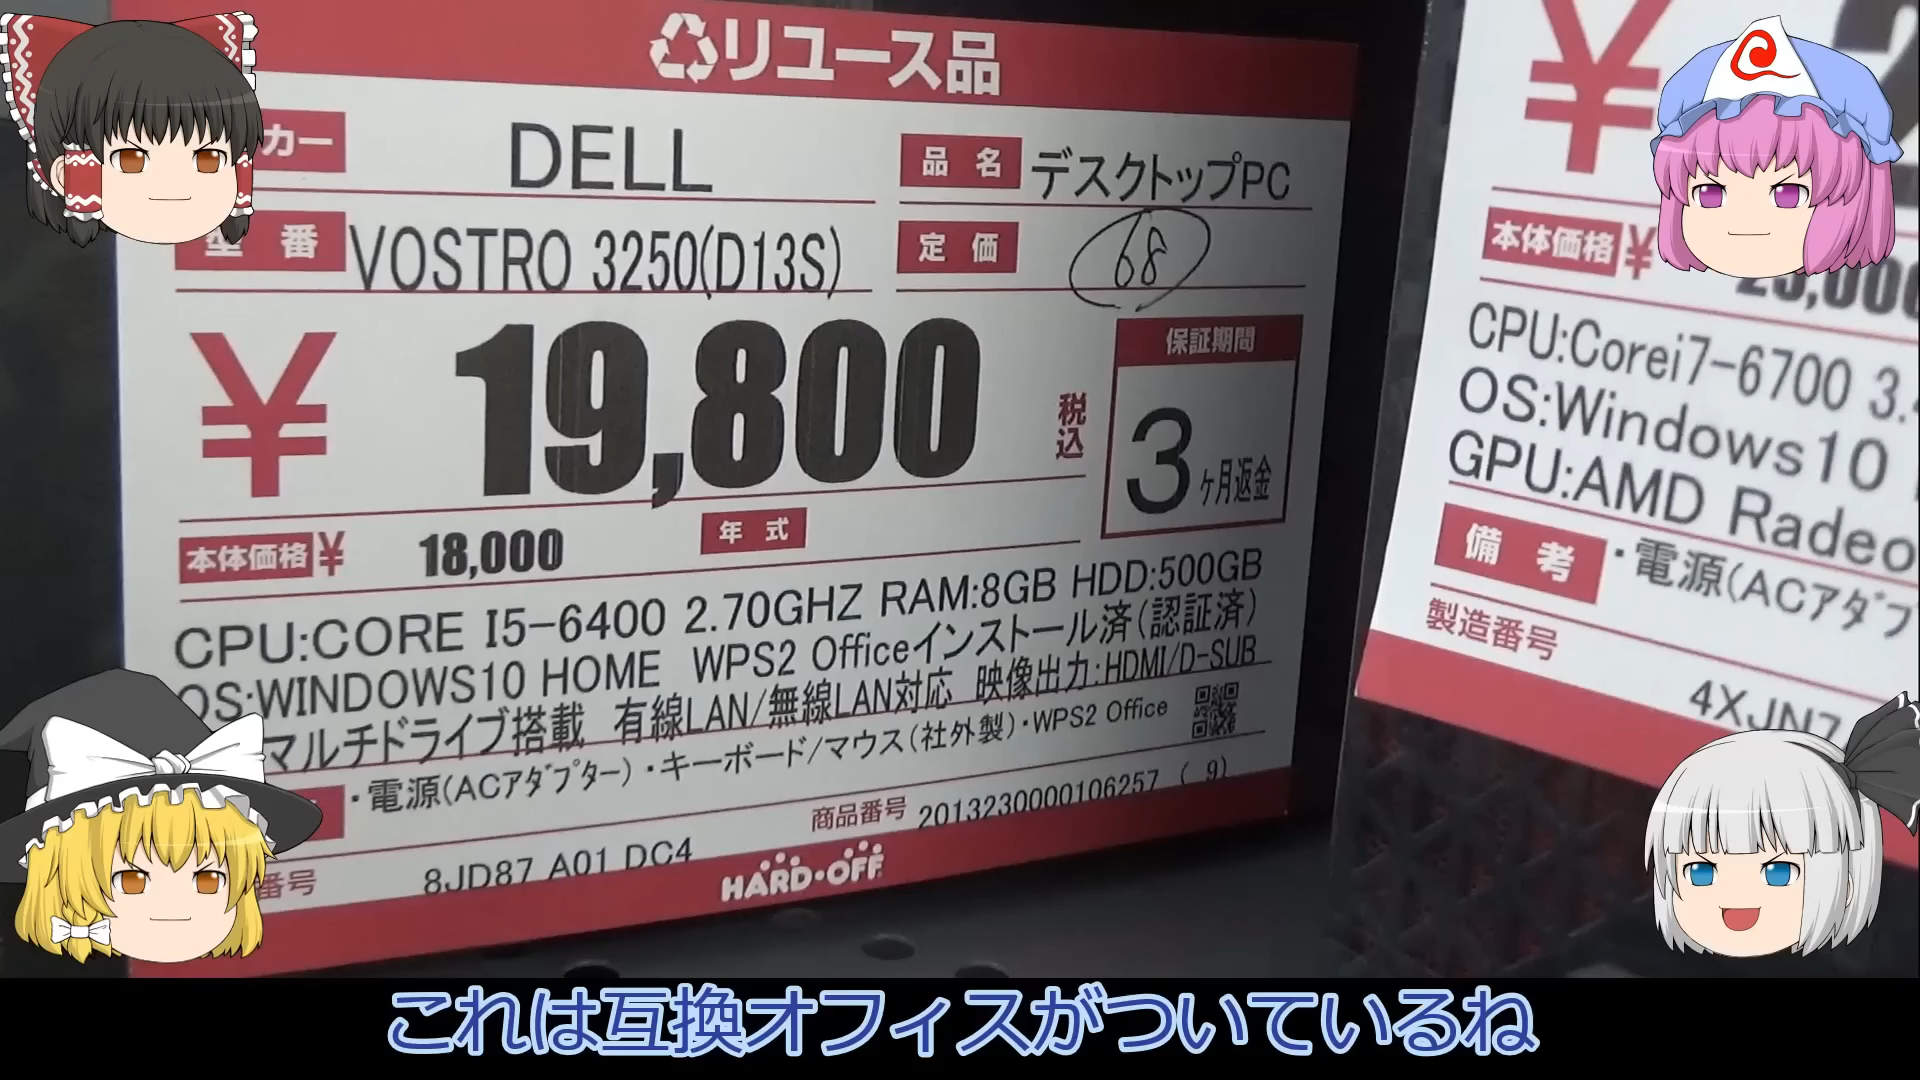 リユース品
カー DELL 品名 デスクトップPC
型番 VOSTRO 3250(D13S) 定価 68
¥19,800 税込
保証期間
3ヶ月返金
本体価格¥ 18,000 年式
CPU:CORE I5-6400 2.70GHZ RAM:8GB HDD:500GB
OS:WINDOWS10 HOME WPS2 Officeインストール済(認証済)
マルチドライブ搭載 有線LAN/無線LAN対応 映像出力:HDMI/D-SUB
・電源(ACアダプター)・キーボード/マウス(社外製)・WPS2 Office
番号 8JD87 A01 DC4 商品番号 2013230000106257 ( 9)
HARD・OFF
¥
本体価格¥
CPU:Corei7-6700 3.
OS:Windows10
GPU:AMD Radeo
備考 ・電源(ACアダプ
製造番号
4XJN7
これは互換オフィスがついているね